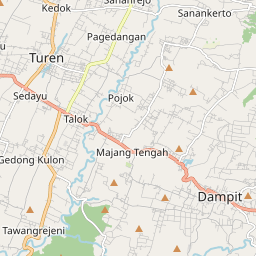 Sananrejo
Kedok
Sanankerto
Pagedangan
Turen
Sedayu
Pojok
Talok
Majang Tengah
Gedong Kulon
Dampit
Tawangrejeni